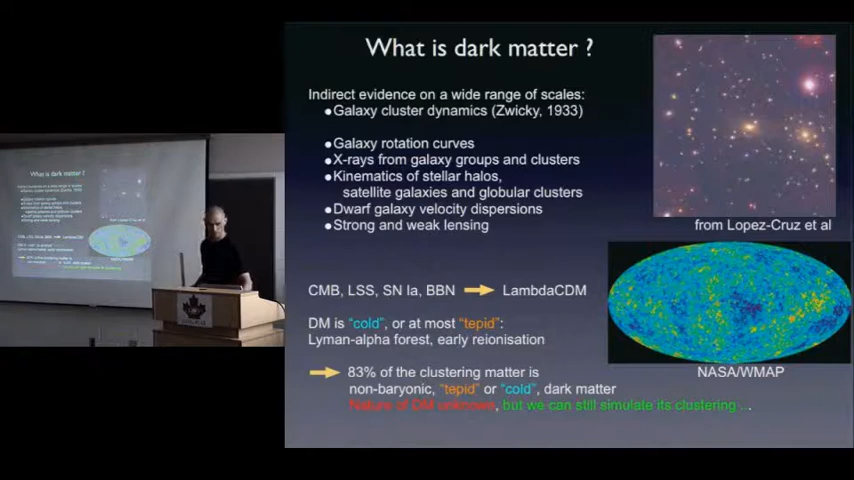 What is dark matter ?
Indirect evidence on a wide range of scales:
●Galaxy cluster dynamics (Zwicky, 1933)
●Galaxy rotation curves
●X-rays from galaxy groups and clusters
●Kinematics of stellar halos,
satellite galaxies and globular clusters
●Dwarf galaxy velocity dispersions
●Strong and weak lensing
from Lopez-Cruz et al
CMB, LSS, SN Ia, BBN LambdaCDM
DM is “cold”, or at most “tepid”:
Lyman-alpha forest, early reionisation
NASA/WMAP
83% of the clustering matter is
non-baryonic, “tepid” or “cold”, dark matter
Nature of DM unknown, but we can still simulate its clustering ...
What is dark matter ?